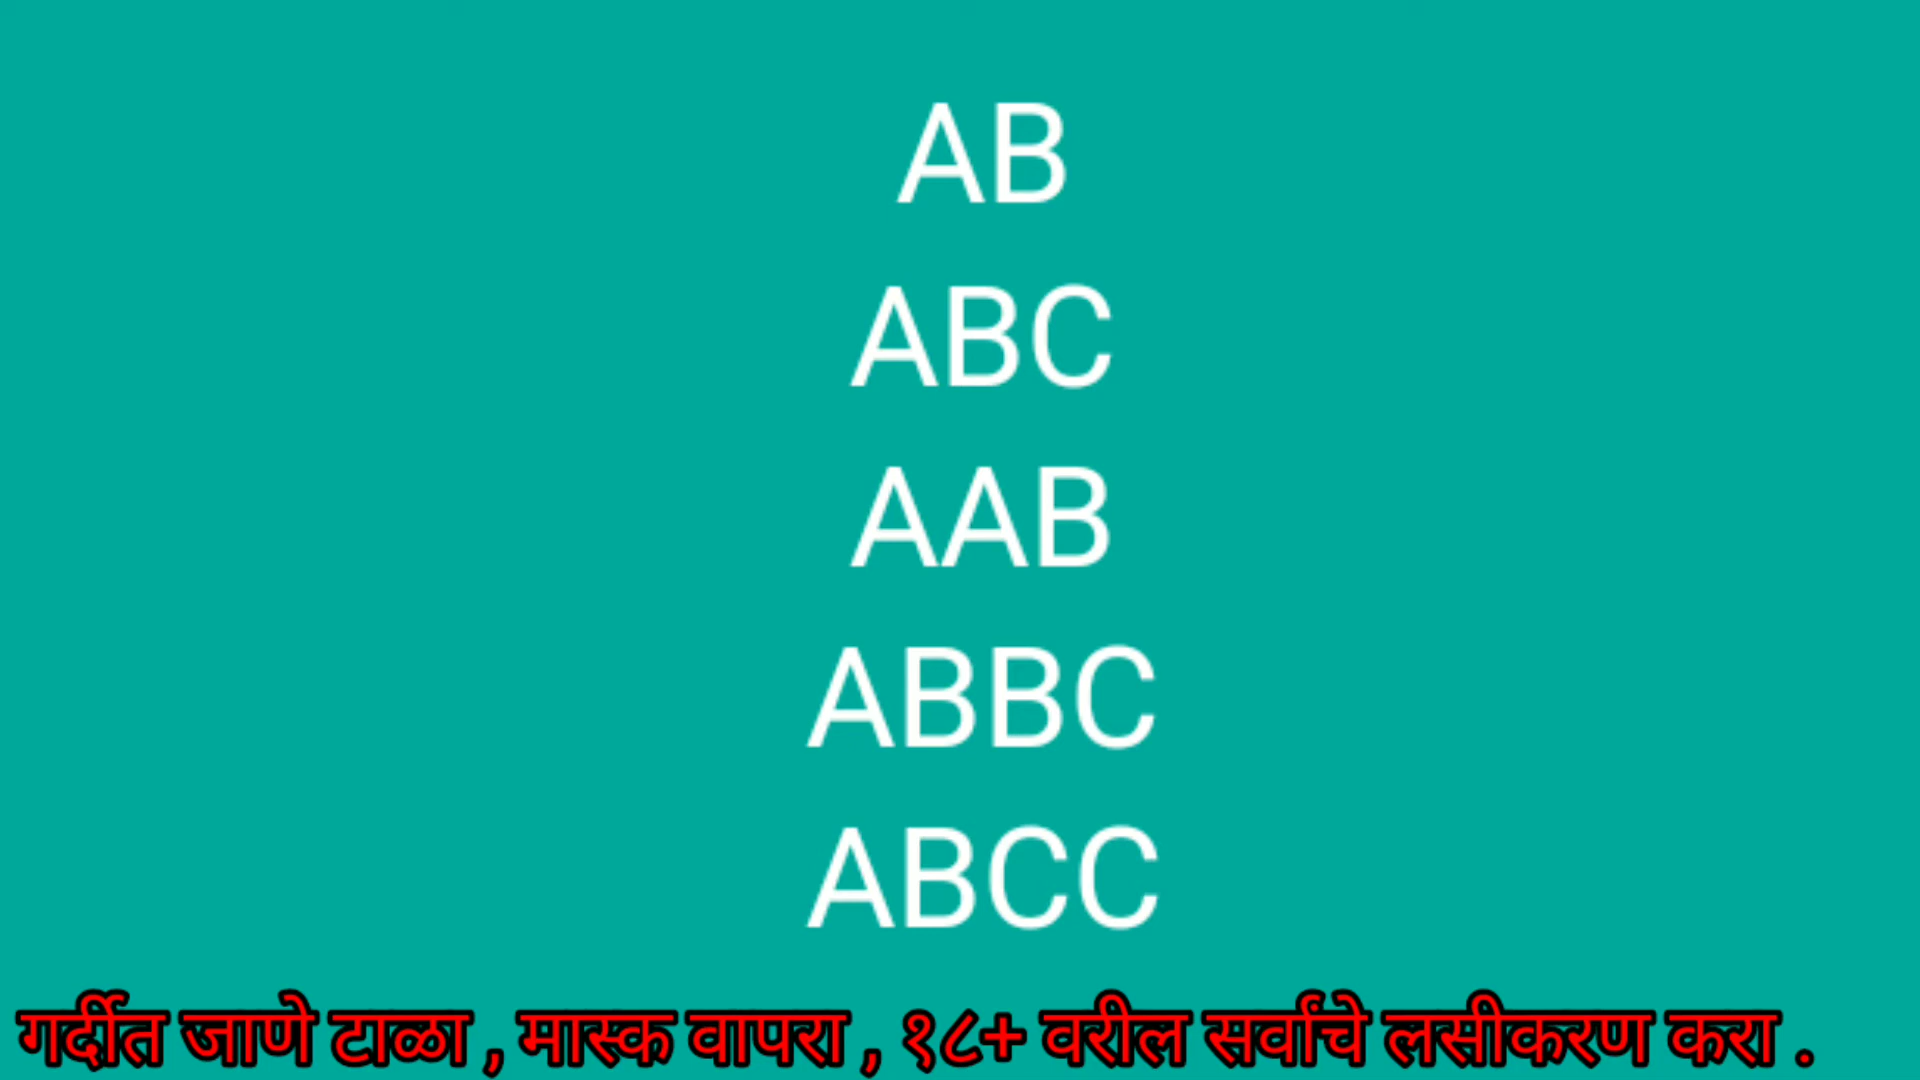 AB
ABC
AAB
ABBC
ABCC
गर्दीत जाणे टाळा , मास्क वापरा , १८+ वरील सर्वांचे लसीकरण करा .